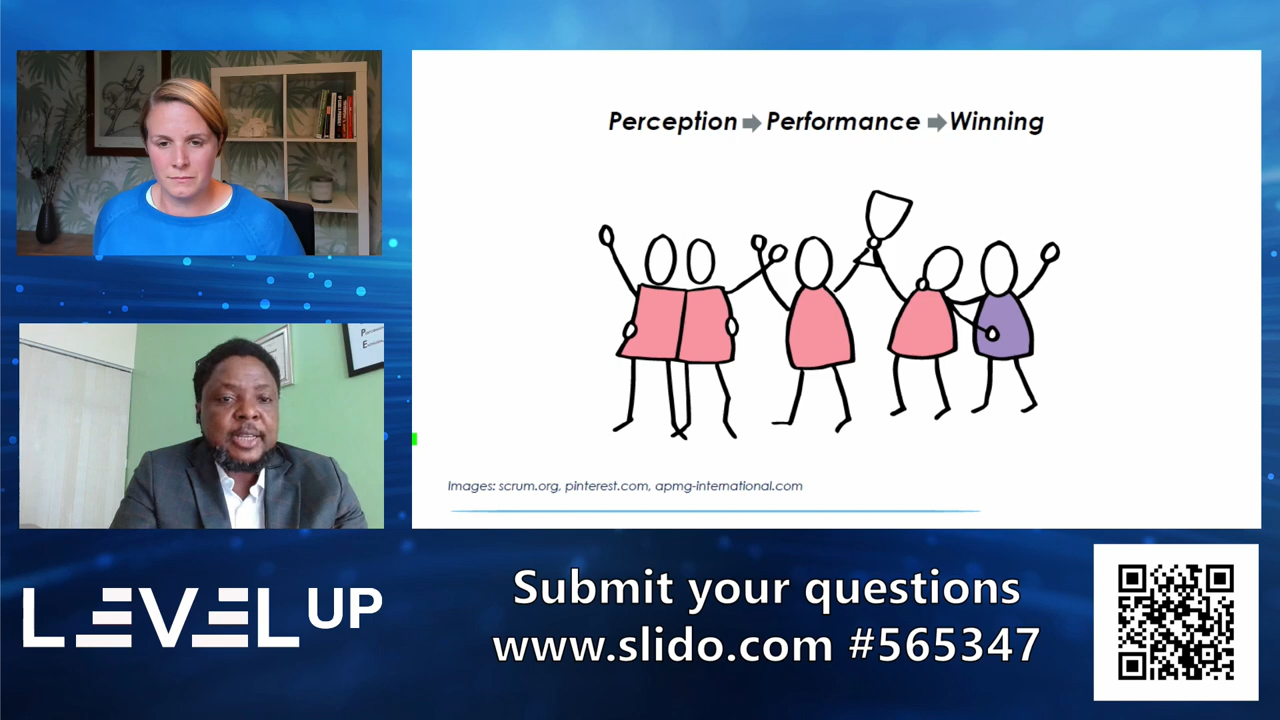 Perception ➡ Performance ➡ Winning
Images: scrum.org, pinterest.com, apmg-international.com
LEVEL UP
Submit your questions
www.slido.com #565347